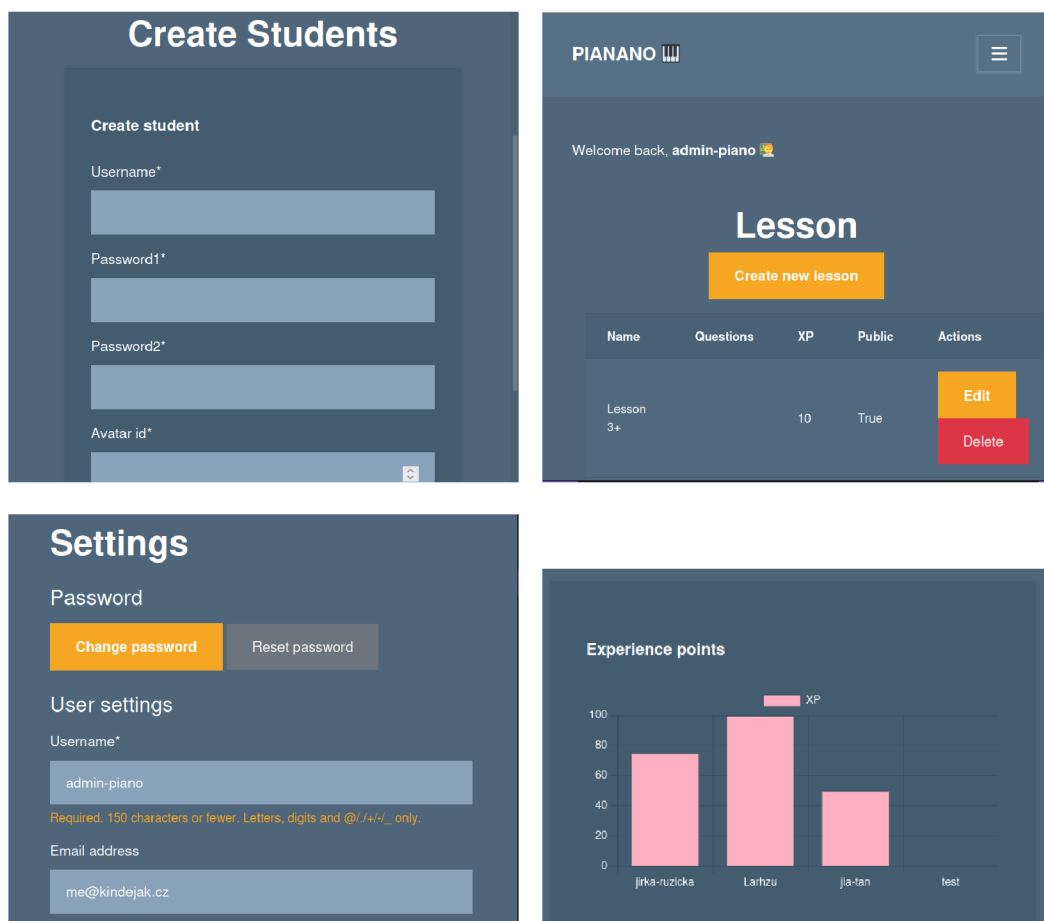 Create Students
Create student
Username*
Password1*
Password2*
Avatar id*
PIANANO
Welcome back, admin-piano
Lesson
Create new lesson
Name Questions XP Public Actions
Lesson 3+ 10 True Edit Delete
Settings
Password
Change password Reset password
User settings
Username*
admin-piano
Required. 150 characters or fewer. Letters, digits and @/./+/-/_ only.
Email address
me@kindejak.cz
Experience points
XP
100
80
60
40
20
0
jirka-ruzicka Larhzu jia-tan test